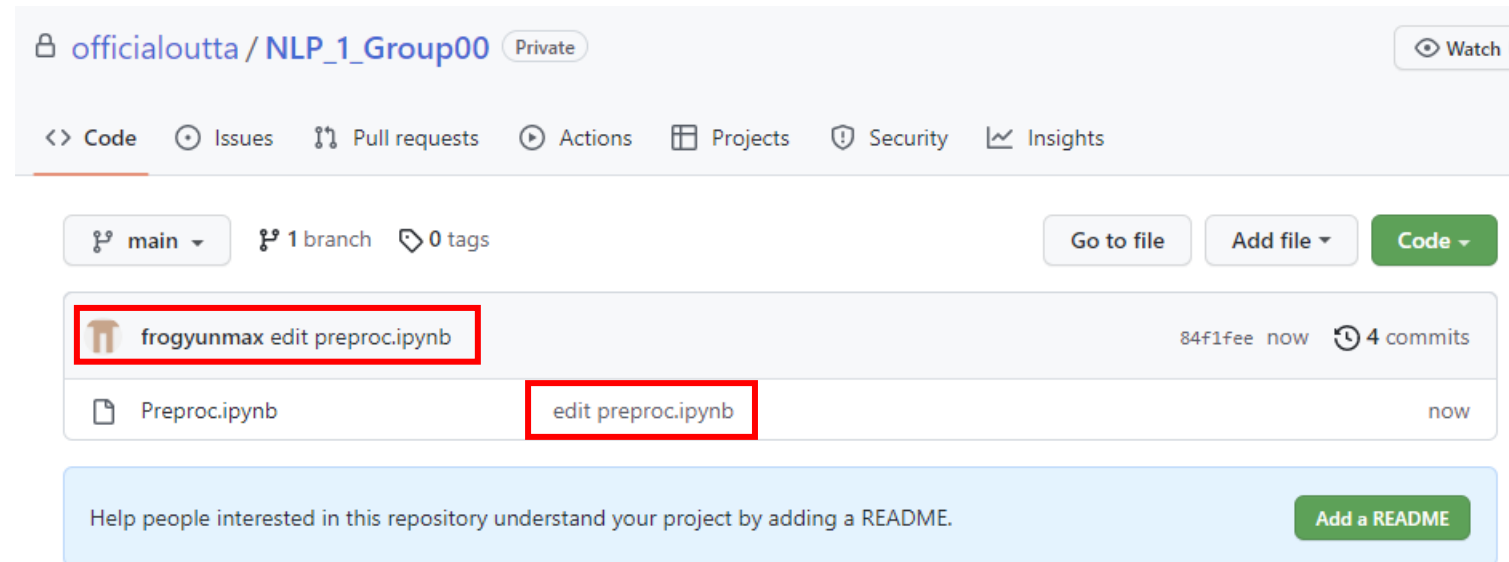 officialoutta / NLP_1_Group00 Private Watch
<> Code Issues Pull requests Actions Projects Security Insights
main 1 branch 0 tags Go to file Add file Code
frogyunmax edit preproc.ipynb 84f1fee now 4 commits
Preproc.ipynb edit preproc.ipynb now
Help people interested in this repository understand your project by adding a README. Add a README